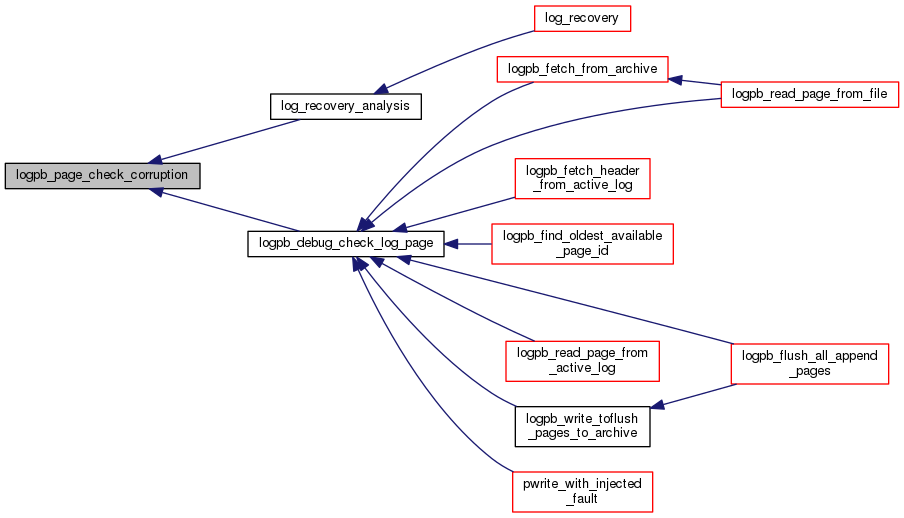 log_recovery
logpb_fetch_from_archive
logpb_read_page_from_file
log_recovery_analysis
logpb_page_check_corruption
logpb_fetch_header
_from_active_log
logpb_debug_check_log_page
logpb_find_oldest_available
_page_id
logpb_read_page_from
_active_log
logpb_flush_all_append
_pages
logpb_write_toflush
_pages_to_archive
pwrite_with_injected
_fault